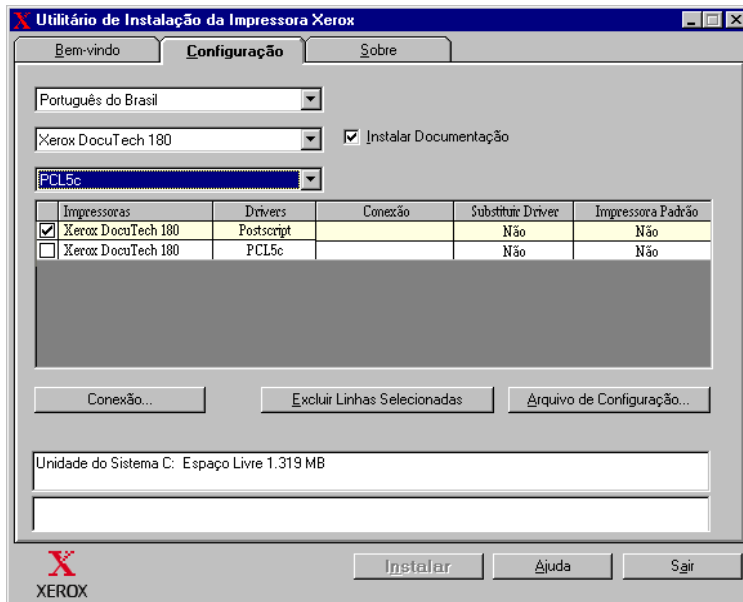 Utilitário de Instalação da Impressora Xerox
Bem-vindo Configuração Sobre
Português do Brasil
Xerox DocuTech 180 Instalar Documentação
PCL5c
Impressoras Drivers Conexão Substituir Driver Impressora Padrão
Xerox DocuTech 180 Postscript Não Não
Xerox DocuTech 180 PCL5c Não Não
Conexão... Excluir Linhas Selecionadas Arquivo de Configuração...
Unidade do Sistema C: Espaço Livre 1.319 MB
Instalar Ajuda Sair
XEROX